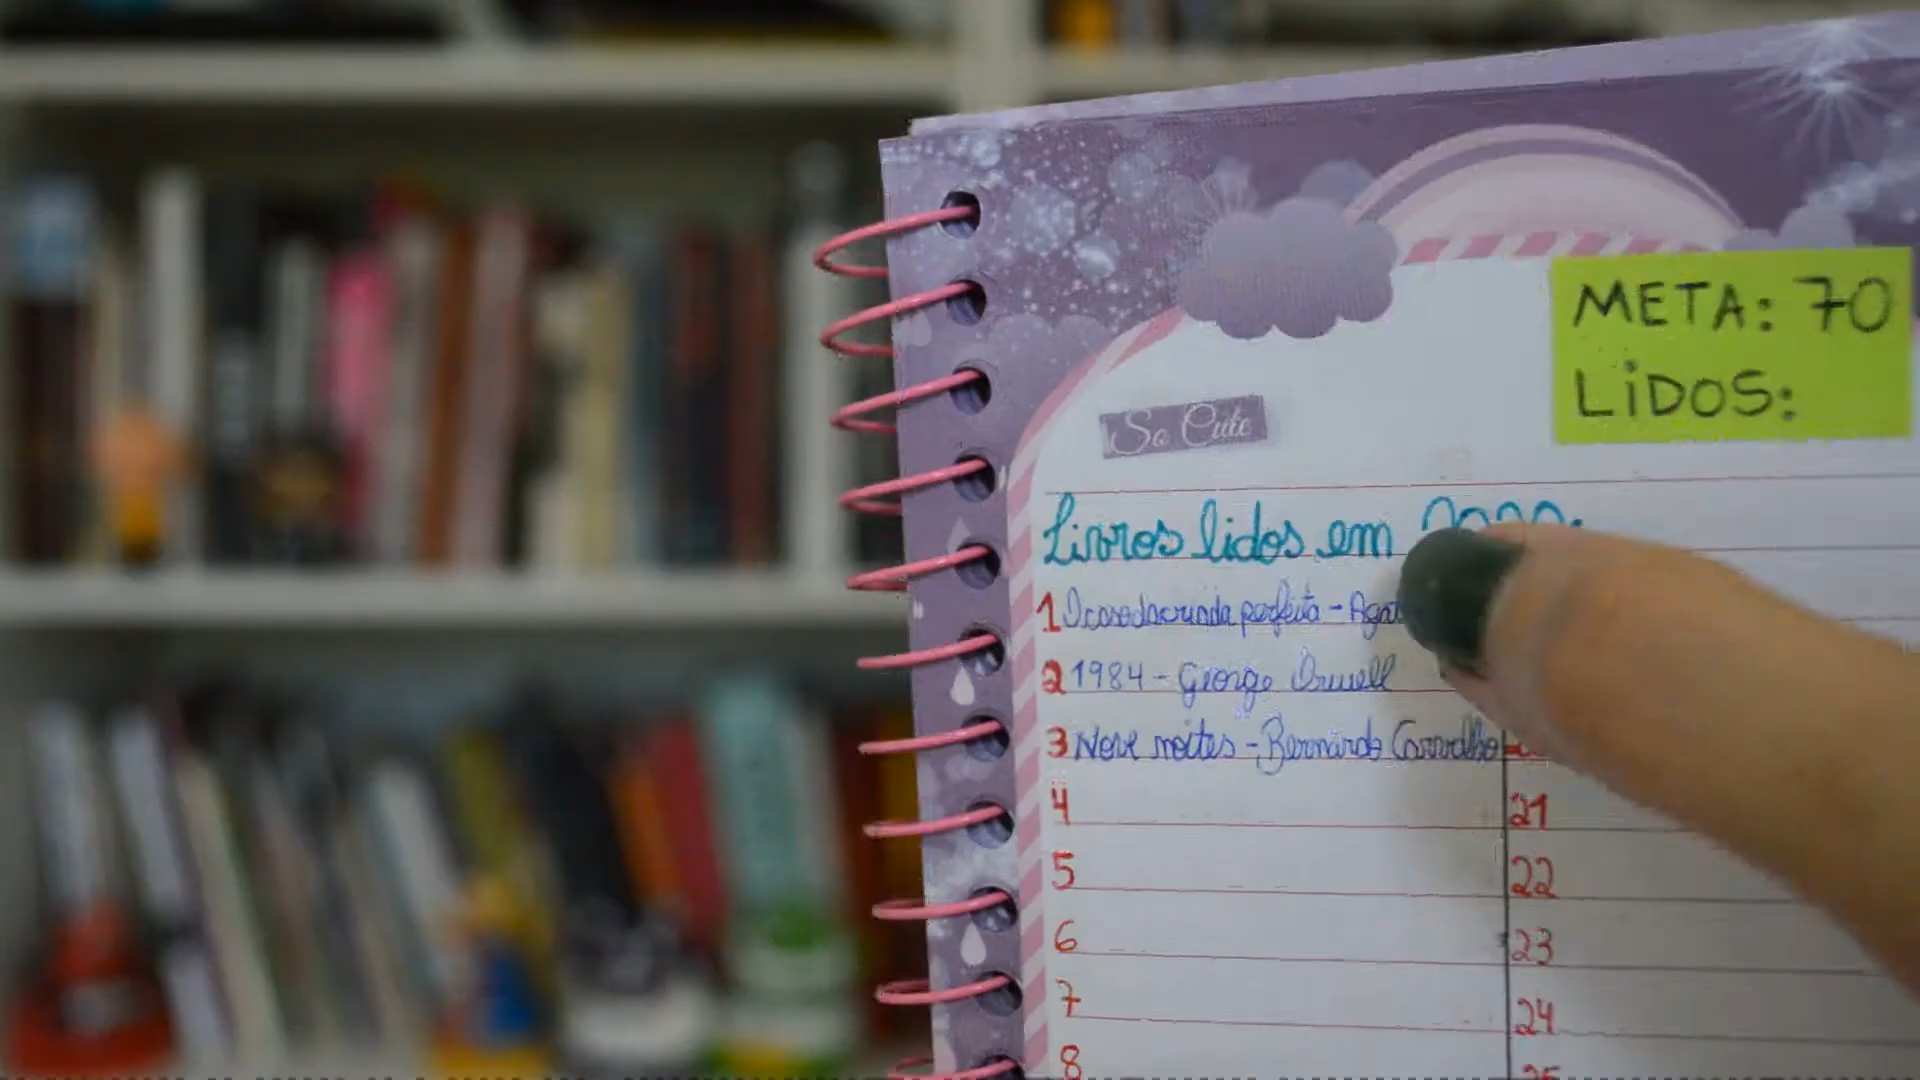 META: 70
LiDOS:
So Cute
Livros lidos em
1 O caso da criada perfeita -
2 1984 - George Orwell
3 Nove noites - Bernardo Carvalho
4
21
5
22
6
23
7
24
8
25